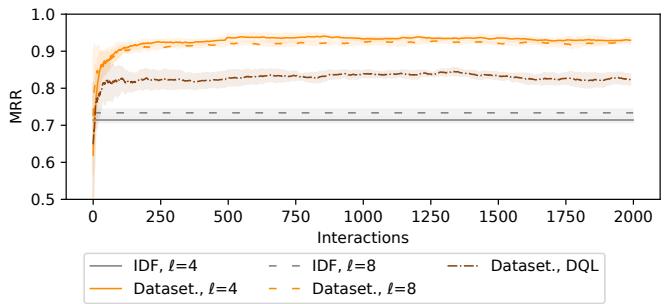 1.0
0.9
0.8
0.7
0.6
0.5
MRR
0 250 500 750 1000 1250 1500 1750 2000
Interactions
IDF, ℓ=4 IDF, ℓ=8 Dataset., DQL
Dataset., ℓ=4 Dataset., ℓ=8